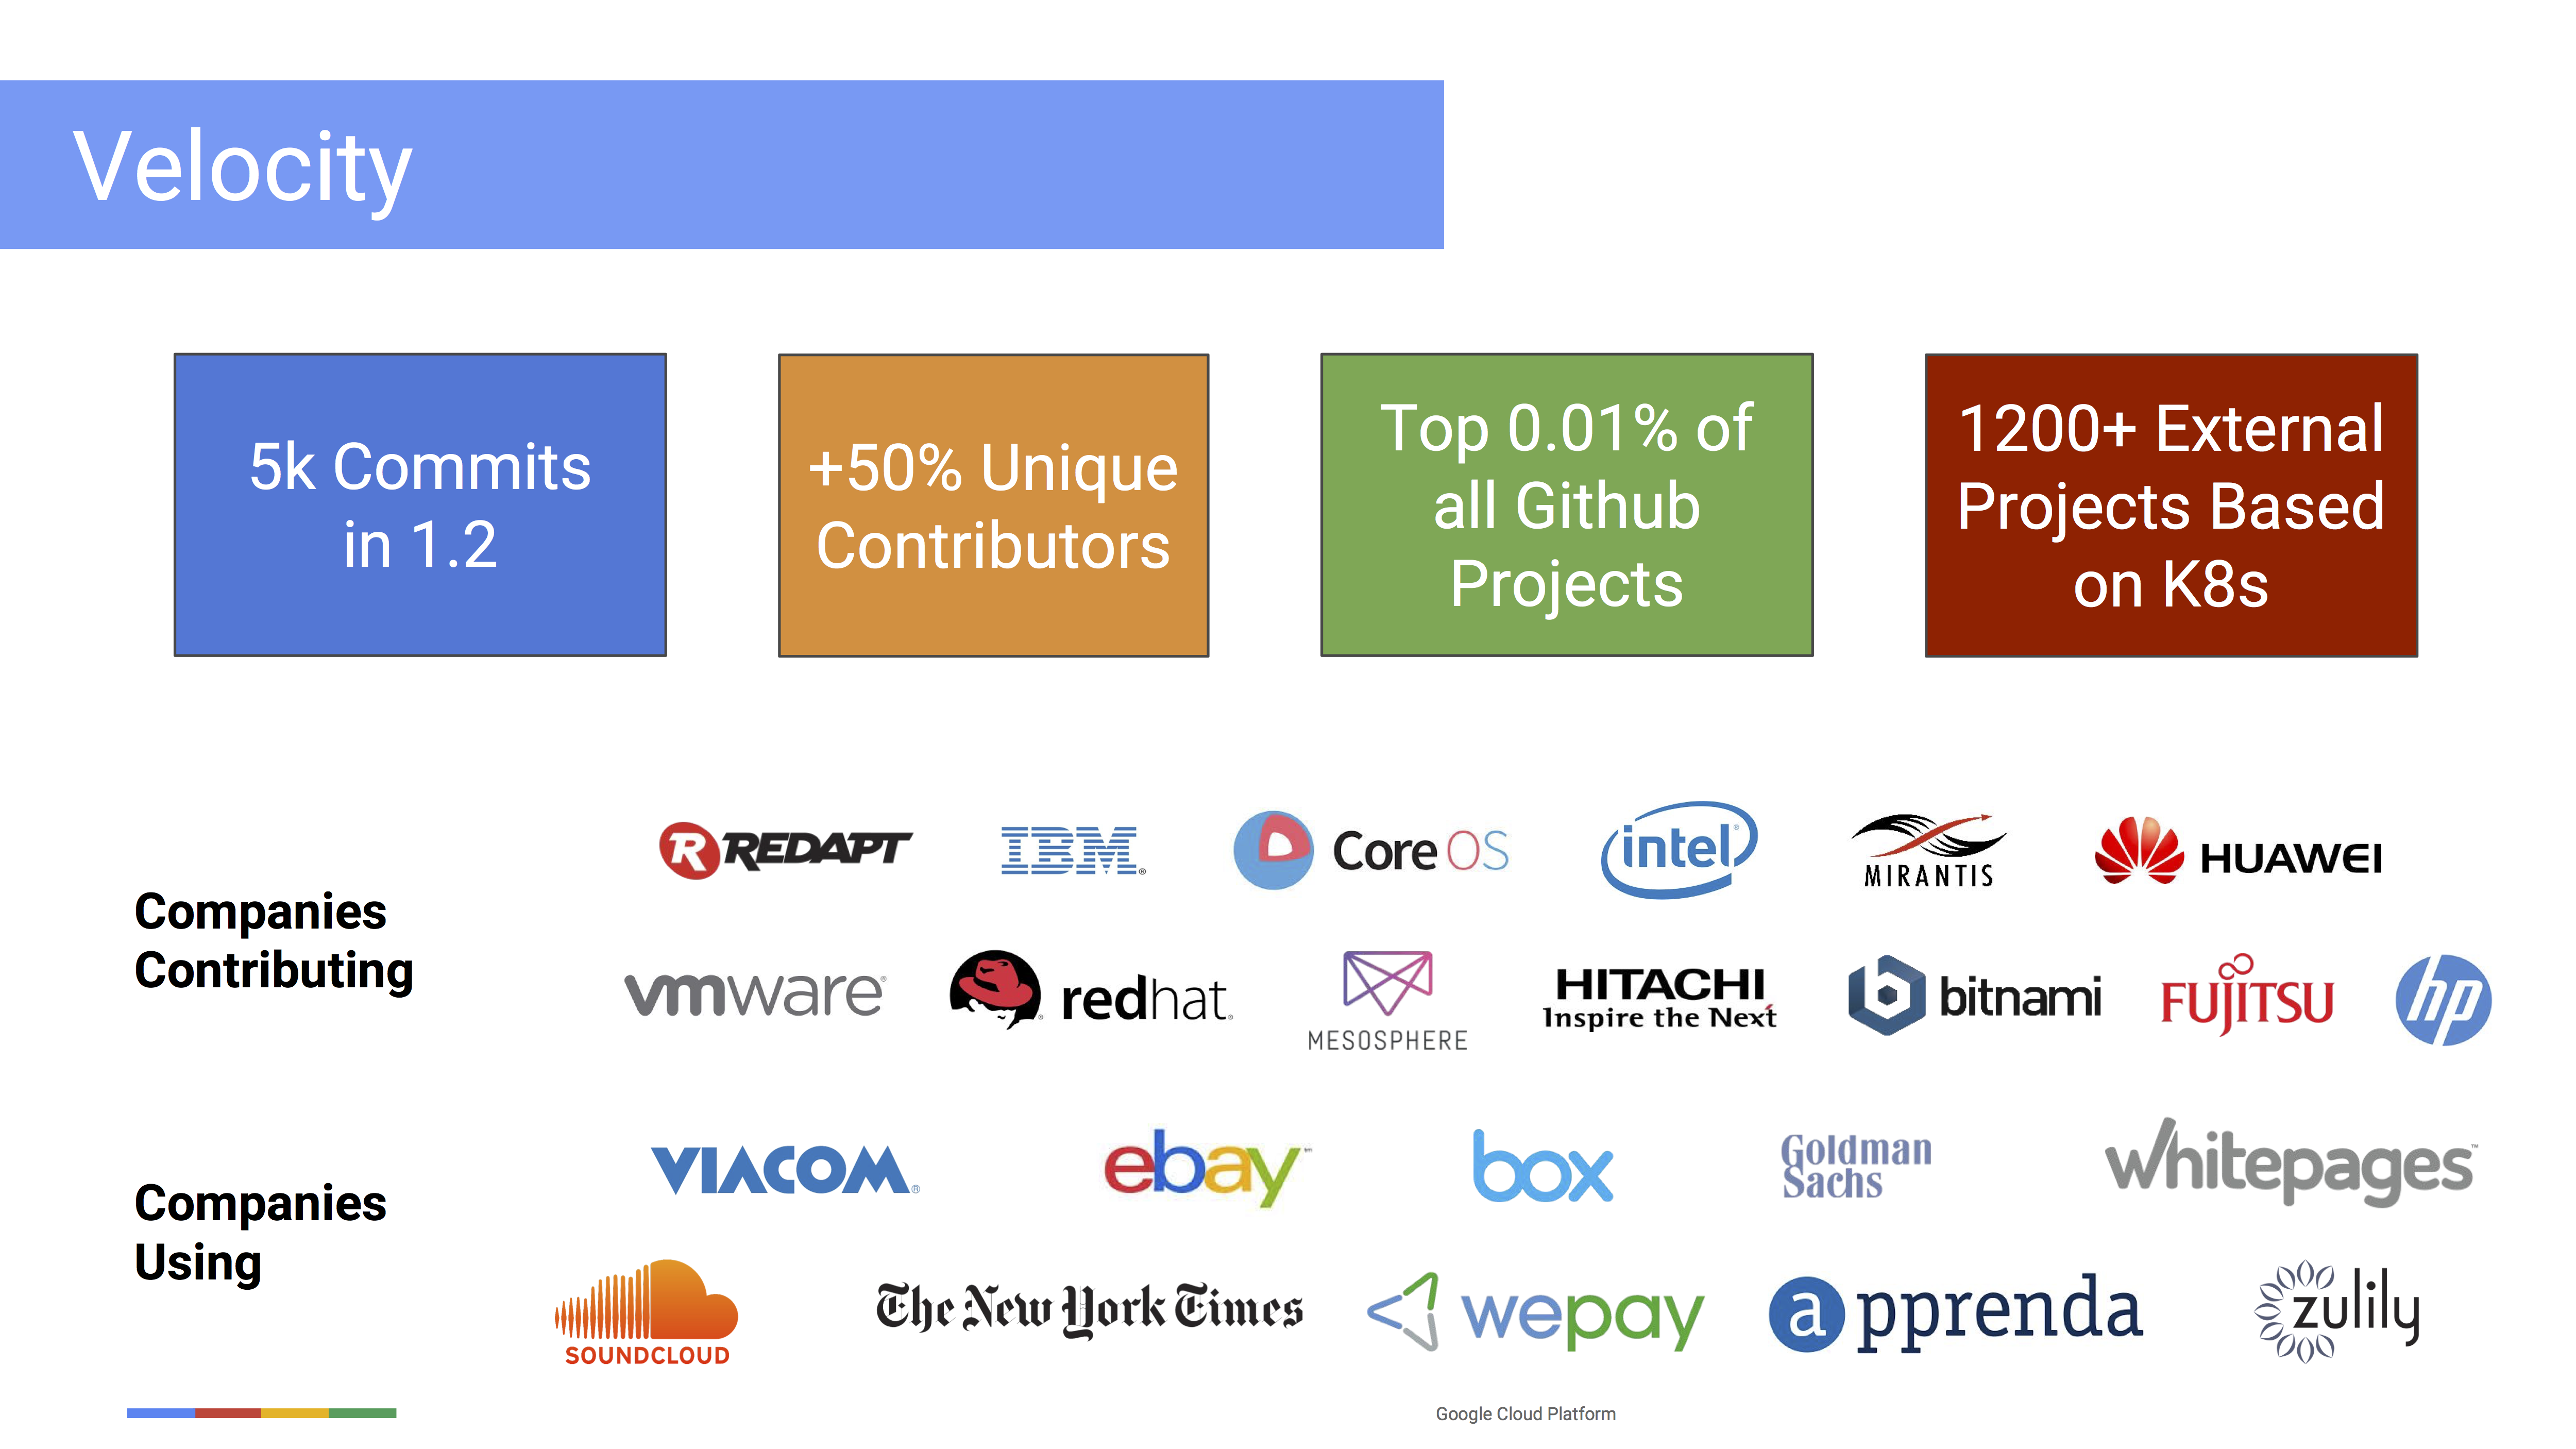 Velocity
5k Commits
in 1.2
+50% Unique
Contributors
Top 0.01% of
all Github
Projects
1200+ External
Projects Based
on K8s
Companies
Contributing
R REDAPT
IBM®
CoreOS
intel®
MIRANTIS
HUAWEI
vmware®
redhat®
MESOSPHERE
HITACHI
Inspire the Next
b bitnami
FUJITSU
hp
Companies
Using
VIACOM®
ebay™
box
Goldman
Sachs
whitepages™
SOUNDCLOUD
The New York Times
wepay
apprenda
zulily
Google Cloud Platform